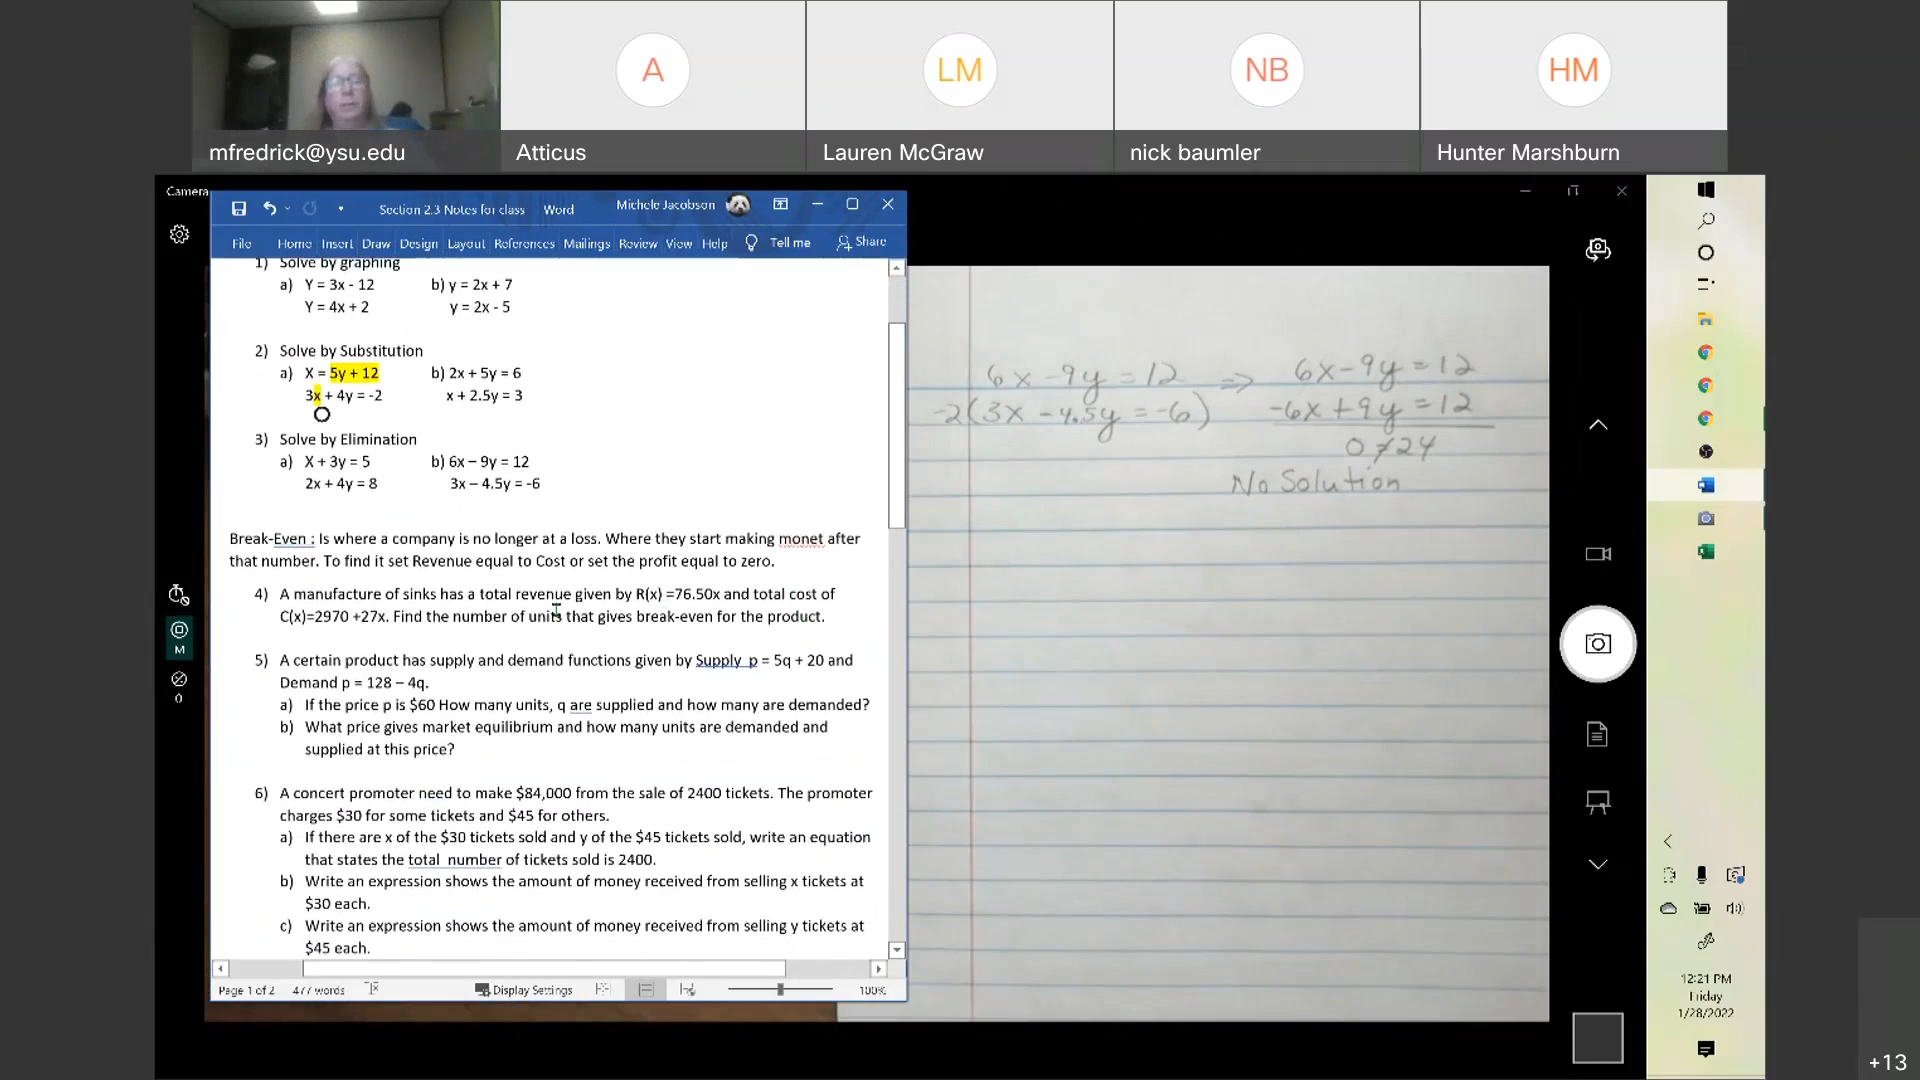 A
LM
NB
HM
mfredrick@ysu.edu
Atticus
Lauren McGraw
nick baumler
Hunter Marshburn
Camera
Section 2.3 Notes for class Word
Michele Jacobson
File Home Insert Draw Design Layout References Mailings Review View Help Tell me Share
1) Solve by graphing
a) Y = 3x - 12 b) y = 2x + 7
Y = 4x + 2 y = 2x - 5
2) Solve by Substitution
a) X = 5y + 12 b) 2x + 5y = 6
3x + 4y = -2 x + 2.5y = 3
3) Solve by Elimination
a) X + 3y = 5 b) 6x – 9y = 12
2x + 4y = 8 3x – 4.5y = -6
Break-Even : Is where a company is no longer at a loss. Where they start making monet after
that number. To find it set Revenue equal to Cost or set the profit equal to zero.
4) A manufacture of sinks has a total revenue given by R(x) =76.50x and total cost of
C(x)=2970 +27x. Find the number of units that gives break-even for the product.
5) A certain product has supply and demand functions given by Supply p = 5q + 20 and
Demand p = 128 – 4q.
a) If the price p is $60 How many units, q are supplied and how many are demanded?
b) What price gives market equilibrium and how many units are demanded and
supplied at this price?
6) A concert promoter need to make $84,000 from the sale of 2400 tickets. The promoter
charges $30 for some tickets and $45 for others.
a) If there are x of the $30 tickets sold and y of the $45 tickets sold, write an equation
that states the total number of tickets sold is 2400.
b) Write an expression shows the amount of money received from selling x tickets at
$30 each.
c) Write an expression shows the amount of money received from selling y tickets at
$45 each.
Page 1 of 2 477 words Display Settings 100%
M
0
6x -9y = 12 => 6x-9y = 12
-2(3x -4.5y = -6) -6x+9y = 12
0≠24
No Solution
12:21 PM
Friday
1/28/2022
+13